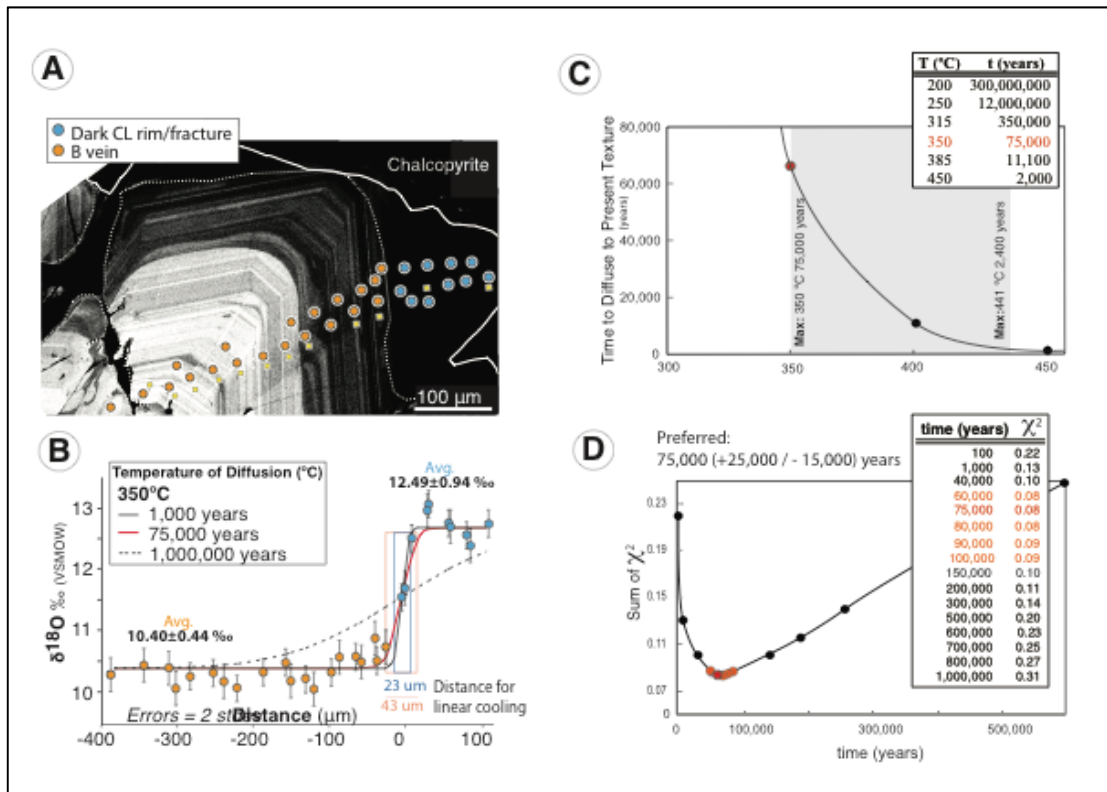 A
Dark CL rim/fracture
B vein
Chalcopyrite
100 µm
B
Temperature of Diffusion (ºC)
350ºC
1,000 years
75,000 years
1,000,000 years
Avg.
12.49±0.94 ‰
Avg.
10.40±0.44 ‰
δ18O ‰ (VSMOW)
13
12
11
10
23 um
43 um
Distance for
linear cooling
Errors = 2 Distance (µm)
-400
-300
-200
-100
0
100
C
T (ºC) t (years)
200 300,000,000
250 12,000,000
315 350,000
350 75,000
385 11,100
450 2,000
Time to Diffuse to Present Texture
(years)
80,000
60,000
40,000
20,000
0
Max: 350 ºC 75,000 years
Max:441 ºC 2,400 years
300
350
400
450
D
Preferred:
75,000 (+25,000 / - 15,000) years
time (years) χ2
100 0.22
1,000 0.13
40,000 0.10
60,000 0.08
75,000 0.08
80,000 0.08
90,000 0.09
100,000 0.09
150,000 0.10
200,000 0.11
300,000 0.14
500,000 0.20
600,000 0.23
700,000 0.25
800,000 0.27
1,000,000 0.31
Sum of χ2
0.23
0.19
0.15
0.11
0.07
0
100,000
300,000
500,000
time (years)